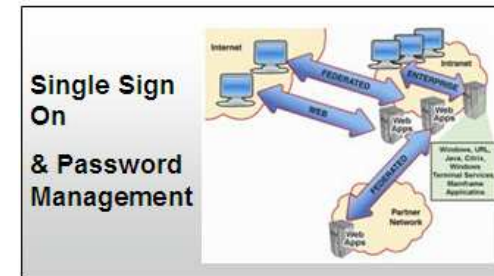 Single Sign
On
& Password
Management
Internet
Intranet
FEDERATED
ENTERPRISE
WEB
Web
Apps
Web
Apps
Windows, URL,
Java, Citrix,
Windows
Terminal Services,
Mainframe
FEDERATED
Partner
Network
Web
Apps